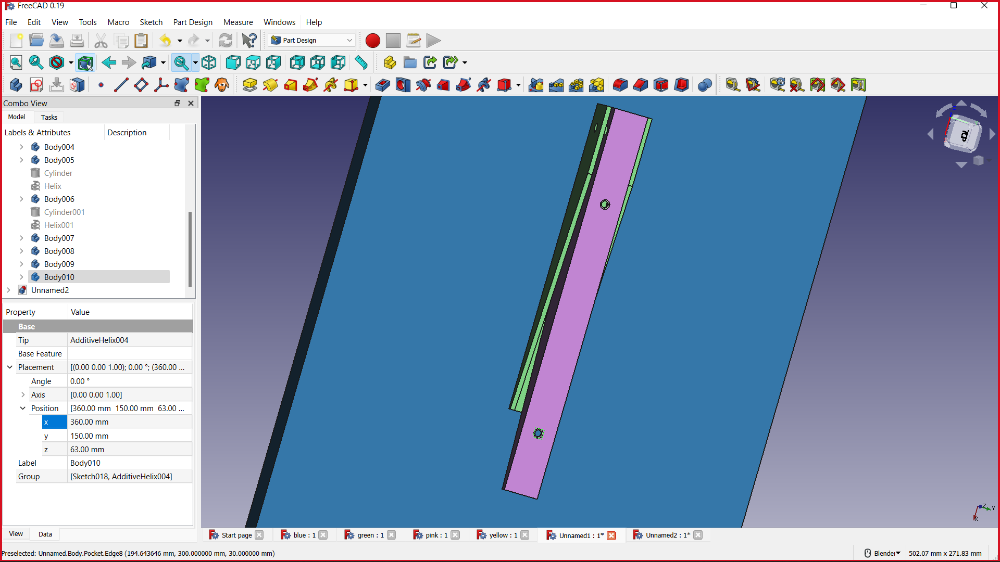 FreeCAD 0.19
File Edit View Tools Macro Sketch Part Design Measure Windows Help
Part Design
Combo View
Model Tasks
Labels & Attributes Description
Body004
Body005
Cylinder
Helix
Body006
Cylinder001
Helix001
Body007
Body008
Body009
Body010
Unnamed2
Property Value
Base
Tip AdditiveHelix004
Base Feature
Placement [(0.00 0.00 1.00); 0.00 °; (360.00 ...
Angle 0.00 °
Axis [0.00 0.00 1.00]
Position [360.00 mm 150.00 mm 63.00 ...
x 360.00 mm
y 150.00 mm
z 63.00 mm
Label Body010
Group [Sketch018, AdditiveHelix004]
View Data
TOP
Z
Z Y
X
Start page blue : 1 green : 1 pink : 1 yellow : 1 Unnamed1 : 1* Unnamed2 : 1*
Preselected: Unnamed.Body.Pocket.Edge8 (194.643646 mm, 300.000000 mm, 30.000000 mm)
Blender 502.07 mm x 271.83 mm